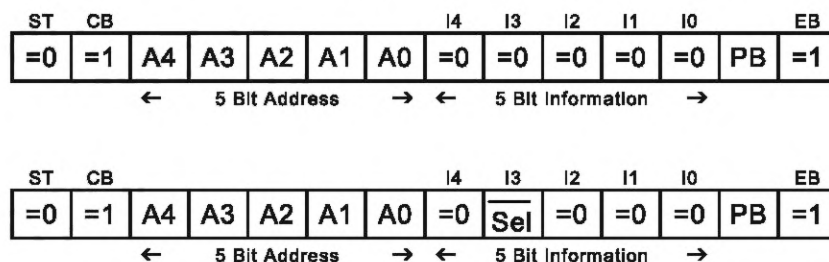 ST CB I4 I3 I2 I1 I0 EB
=0 =1 A4 A3 A2 A1 A0 =0 =0 =0 =0 =0 PB =1
← 5 Bit Address → ← 5 Bit Information →
ST CB I4 I3 I2 I1 I0 EB
=0 =1 A4 A3 A2 A1 A0 =0 S̅e̅l̅ =0 =0 =0 PB =1
← 5 Bit Address → ← 5 Bit Information →